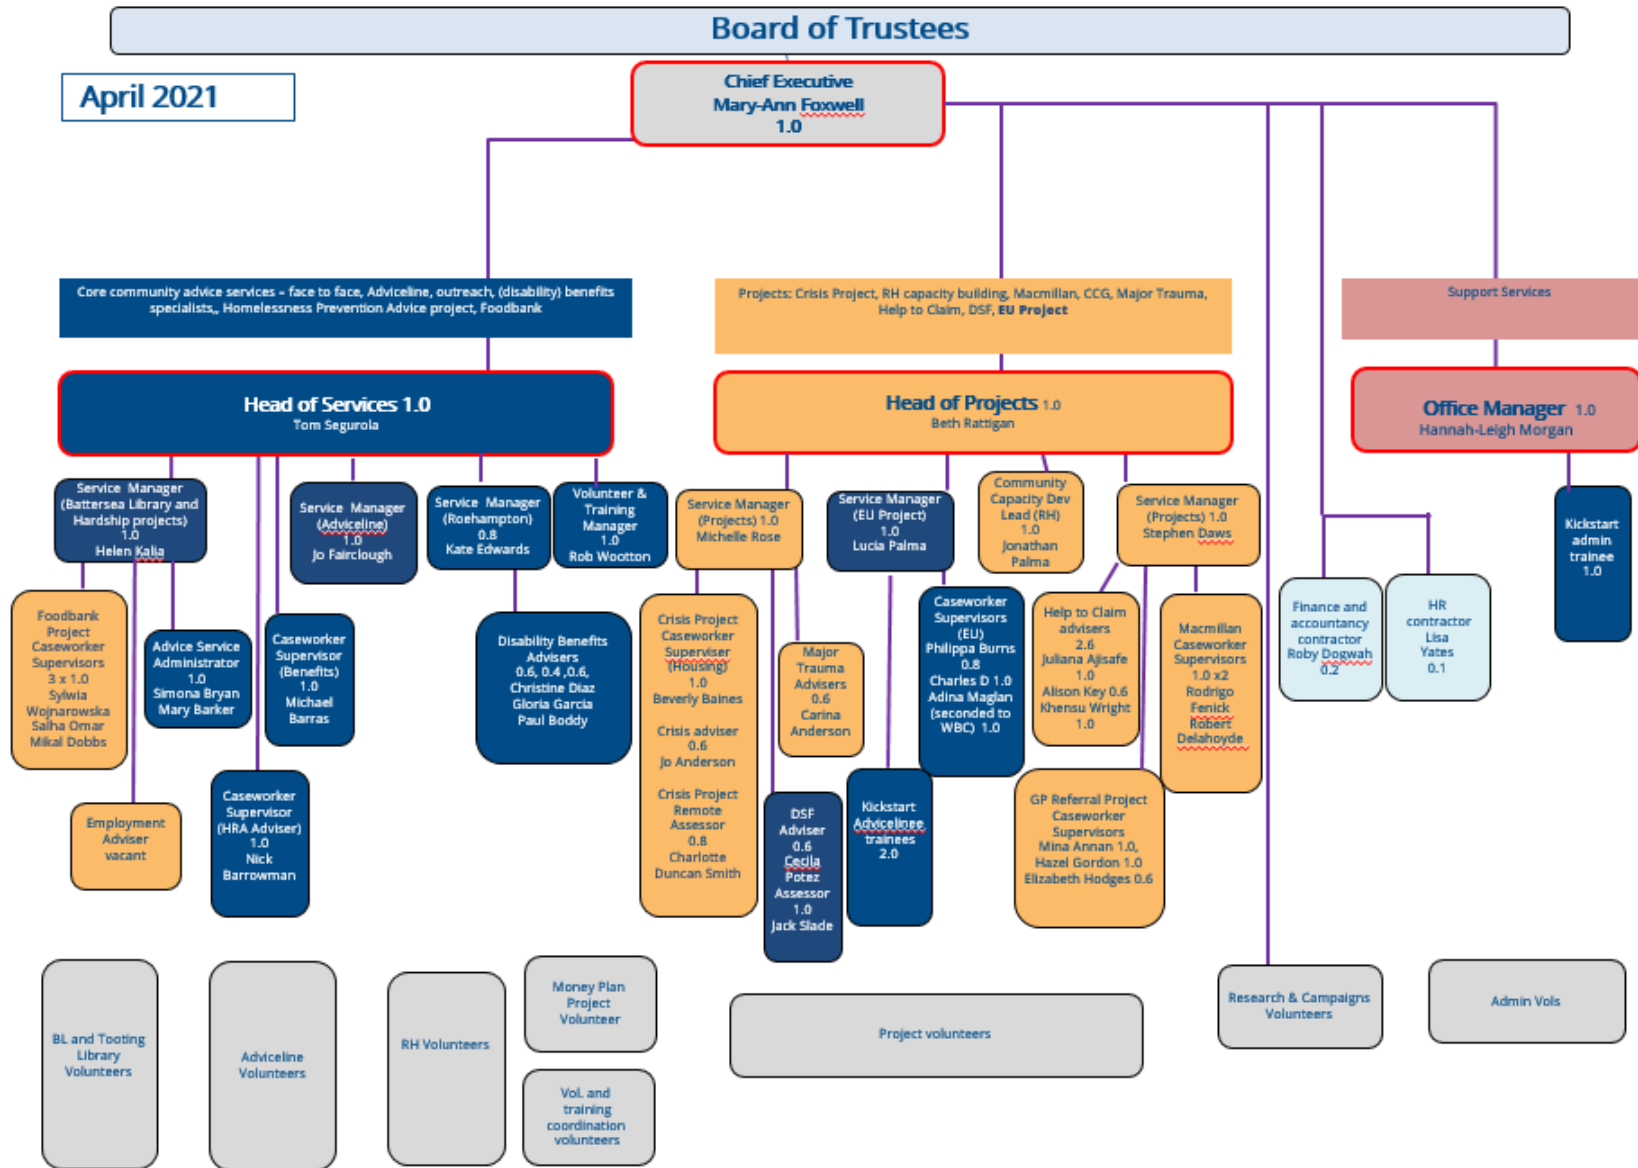 Board of Trustees
April 2021
Chief Executive
Mary-Ann Foxwell
1.0
Core community advice services – face to face, Adviceline, outreach, (disability) benefits
specialists,, Homelessness Prevention Advice project, Foodbank
Projects: Crisis Project, RH capacity building, Macmillan, CCG, Major Trauma,
Help to Claim, DSF, EU Project
Support Services
Head of Services 1.0
Tom Segurola
Head of Projects 1.0
Beth Rattigan
Office Manager 1.0
Hannah-Leigh Morgan
Service Manager
(Battersea Library and
Hardship projects)
1.0
Helen Kalia
Service Manager
(Adviceline)
1.0
Jo Fairclough
Service Manager
(Roehampton)
0.8
Kate Edwards
Volunteer &
Training
Manager
1.0
Rob Wootton
Service Manager
(Projects) 1.0
Michelle Rose
Service Manager
(EU Project)
1.0
Lucia Palma
Community
Capacity Dev
Lead (RH)
1.0
Jonathan
Palma
Service Manager
(Projects) 1.0
Stephen Daws
Kickstart
admin
trainee
1.0
Foodbank
Project
Caseworker
Supervisors
3 x 1.0
Sylwia
Wojnarowska
Salha Omar
Mikal Dobbs
Advice Service
Administrator
1.0
Simona Bryan
Mary Barker
Caseworker
Supervisor
(Benefits)
1.0
Michael
Barras
Disability Benefits
Advisers
0.6, 0.4 ,0.6,
Christine Diaz
Gloria Garcia
Paul Boddy
Crisis Project
Caseworker
Superviser
(Housing)
1.0
Beverly Baines
Crisis adviser
0.6
Jo Anderson
Crisis Project
Remote
Assessor
0.8
Charlotte
Duncan Smith
Major
Trauma
Advisers
0.6
Carina
Anderson
Caseworker
Supervisors
(EU)
Philippa Burns
0.8
Charles D 1.0
Adina Maglan
(seconded to
WBC) 1.0
Help to Claim
advisers
2.6
Juliana Ajisafe
1.0
Alison Key 0.6
Khensu Wright
1.0
Macmillan
Caseworker
Supervisors
1.0 x2
Rodrigo
Fenick
Robert
Delahoyde
Finance and
accountancy
contractor
Roby Dogwah
0.2
HR
contractor
Lisa
Yates
0.1
Employment
Adviser
vacant
Caseworker
Supervisor
(HRA Adviser)
1.0
Nick
Barrowman
DSF
Adviser
0.6
Cecila
Potez
Assessor
1.0
Jack Slade
Kickstart
Advicelinee
trainees
2.0
GP Referral Project
Caseworker
Supervisors
Mina Annan 1.0,
Hazel Gordon 1.0
Elizabeth Hodges 0.6
BL and Tooting
Library
Volunteers
Adviceline
Volunteers
RH Volunteers
Money Plan
Project
Volunteer
Vol. and
training
coordination
volunteers
Project volunteers
Research & Campaigns
Volunteers
Admin Vols